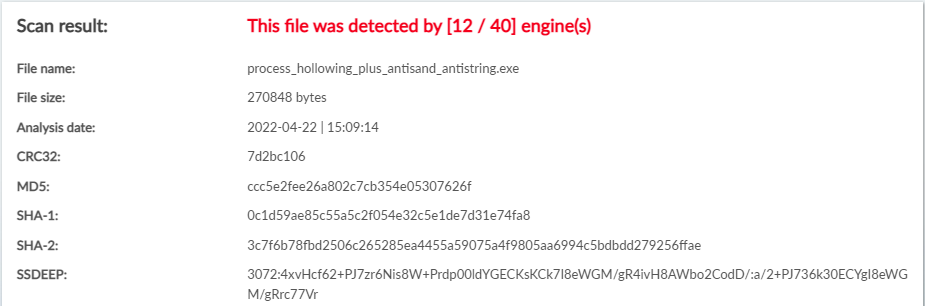 Scan result: This file was detected by [12 / 40] engine(s)
File name: process_hollowing_plus_antisand_antistring.exe
File size: 270848 bytes
Analysis date: 2022-04-22 | 15:09:14
CRC32: 7d2bc106
MD5: ccc5e2fee26a802c7cb354e05307626f
SHA-1: 0c1d59ae85c55a5c2f054e32c5e1de7d31e74fa8
SHA-2: 3c7f6b78fbd2506c265285ea4455a59075a4f9805aa6994c5bdbdd279256ffae
SSDEEP: 3072:4xvHcf62+PJ7zr6Nis8W+Prdp00ldYGECKsKCk7I8eWGM/gR4ivH8AWbo2CodD/:a/2+PJ736k30ECYgI8eWG
M/gRrc77Vr